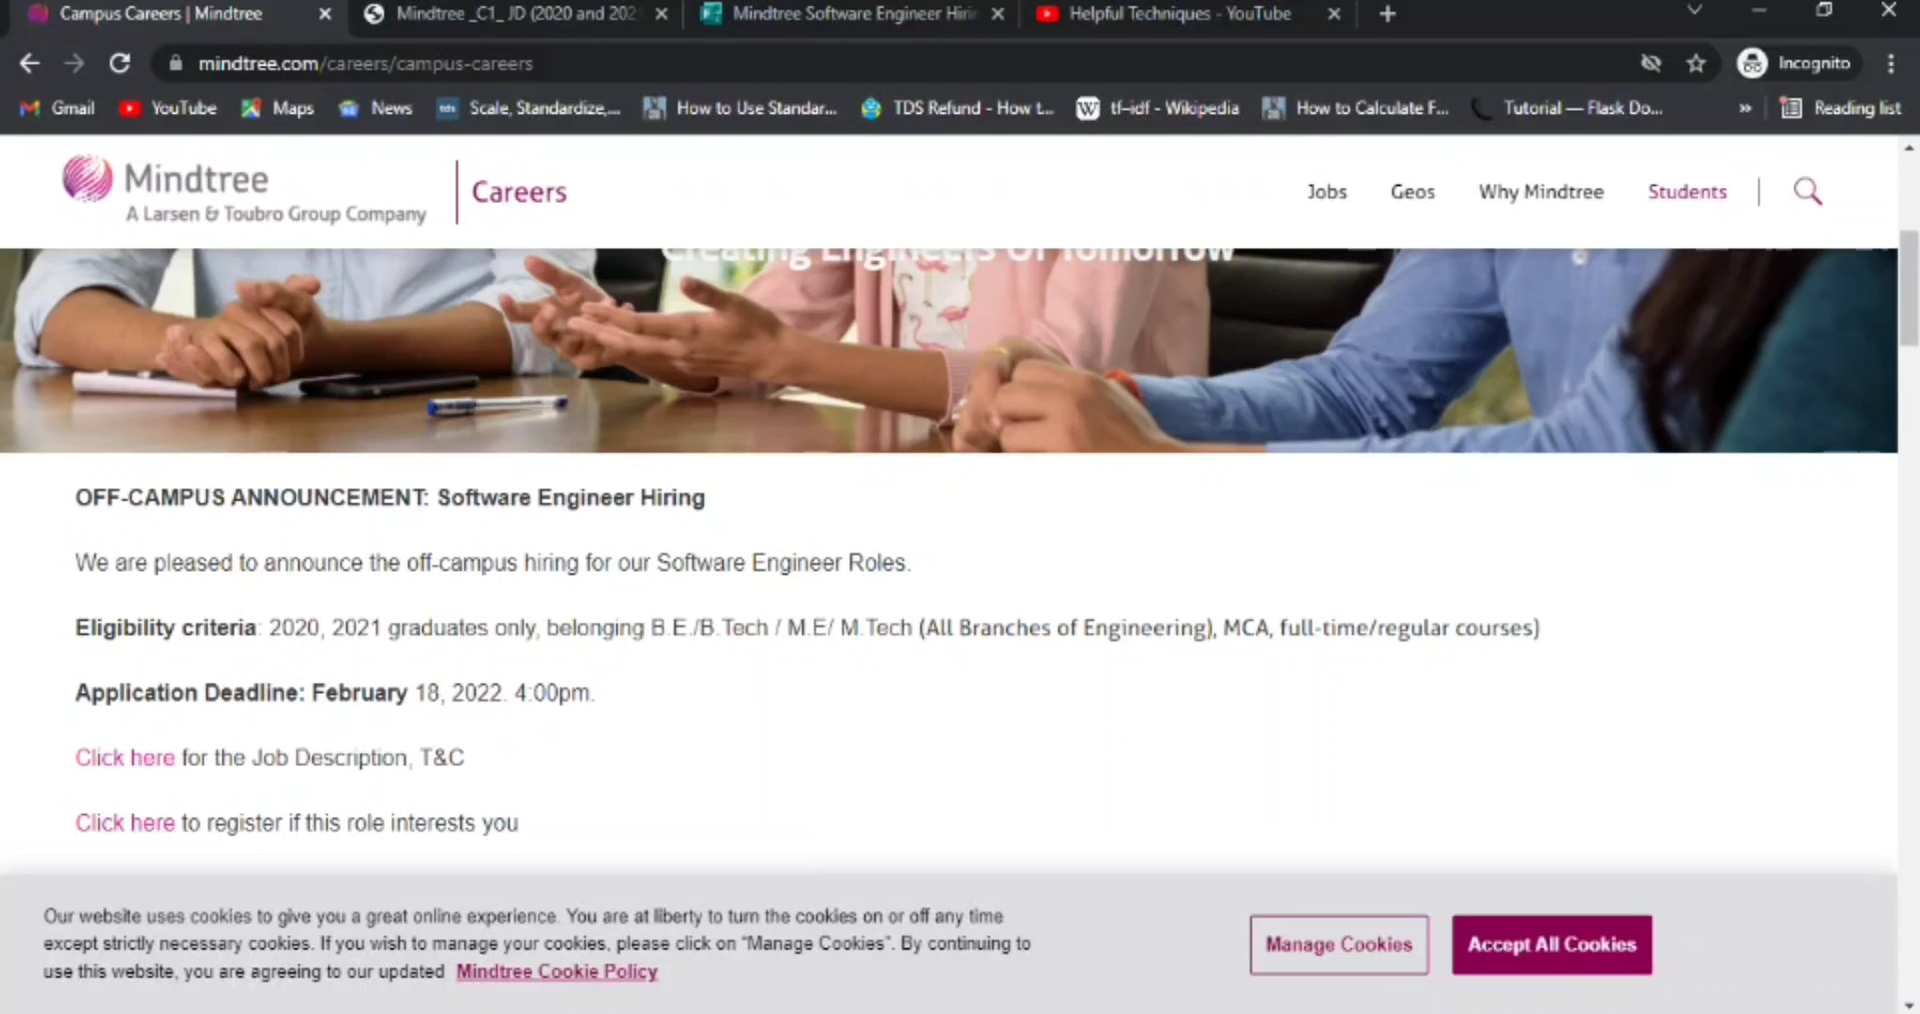 Campus Careers | Mindtree
Mindtree _C1_ JD (2020 and 202
Mindtree Software Engineer Hirin
Helpful Techniques - YouTube
mindtree.com/careers/campus-careers
Incognito
Gmail
YouTube
Maps
News
Scale, Standardize,...
How to Use Standar...
TDS Refund - How t...
tf-idf - Wikipedia
How to Calculate F...
Tutorial — Flask Do...
»
Reading list
Mindtree
A Larsen & Toubro Group Company
Careers
Jobs
Geos
Why Mindtree
Students
Creating Engineers Of Tomorrow
OFF-CAMPUS ANNOUNCEMENT: Software Engineer Hiring
We are pleased to announce the off-campus hiring for our Software Engineer Roles.
Eligibility criteria: 2020, 2021 graduates only, belonging B.E./B.Tech / M.E/ M.Tech (All Branches of Engineering), MCA, full-time/regular courses)
Application Deadline: February 18, 2022. 4:00pm.
Click here for the Job Description, T&C
Click here to register if this role interests you
Our website uses cookies to give you a great online experience. You are at liberty to turn the cookies on or off any time
except strictly necessary cookies. If you wish to manage your cookies, please click on "Manage Cookies". By continuing to
use this website, you are agreeing to our updated Mindtree Cookie Policy
Manage Cookies
Accept All Cookies